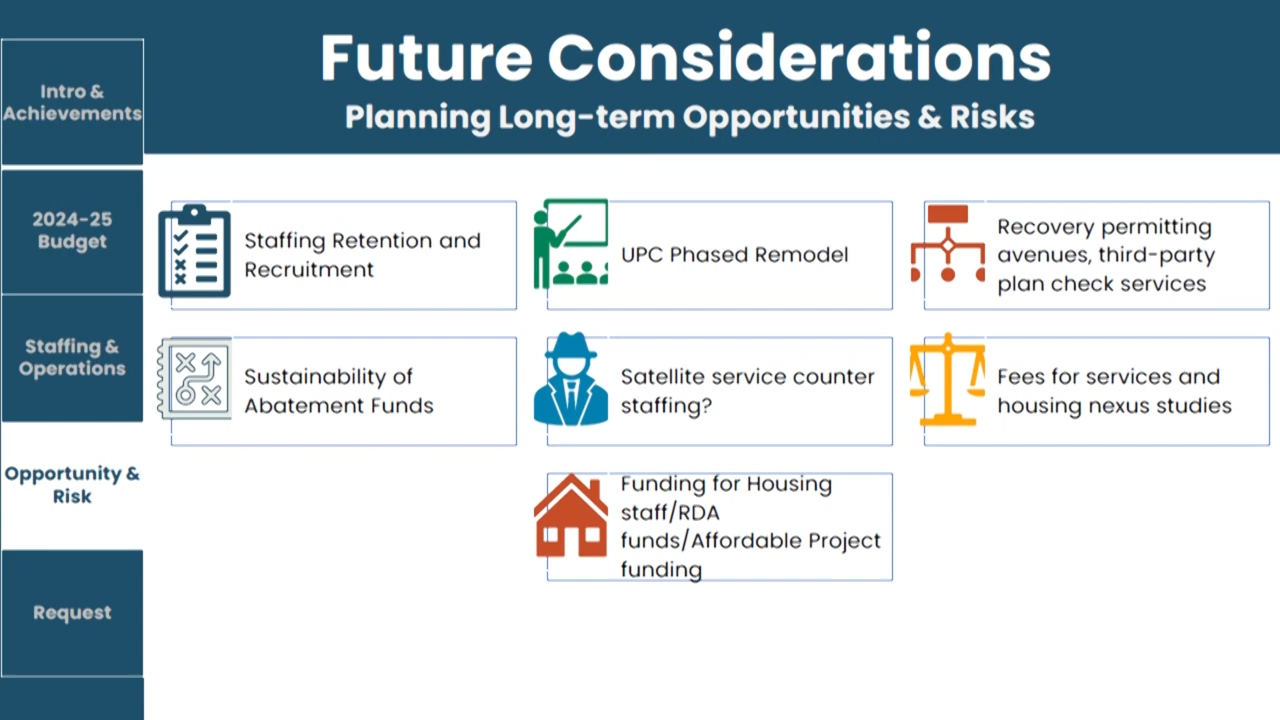 Future Considerations
Planning Long-term Opportunities & Risks
Intro &
Achievements
2024-25
Budget
Staffing &
Operations
Opportunity &
Risk
Request
Staffing Retention and
Recruitment
UPC Phased Remodel
Recovery permitting
avenues, third-party
plan check services
Sustainability of
Abatement Funds
Satellite service counter
staffing?
Fees for services and
housing nexus studies
Funding for Housing
staff/RDA
funds/Affordable Project
funding